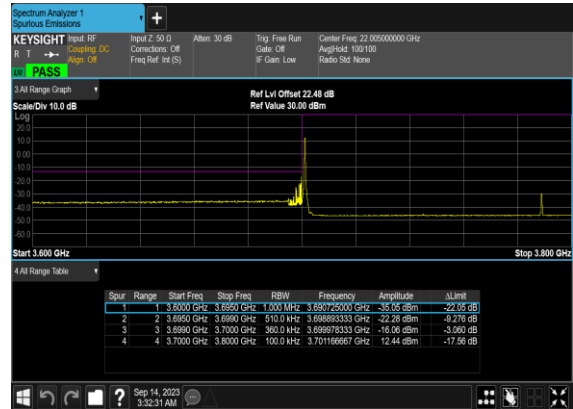 Spectrum Analyzer 1
Spurious Emissions
KEYSIGHT Input: RF Input Z: 50 Ω Atten: 30 dB Trig: Free Run Center Freq: 22.005000000 GHz
R T Coupling: DC Corrections: Off Gate: Off Avg|Hold: 100/100
Align: Off Freq Ref: Int (S) IF Gain: Low Radio Std: None
PASS
3 All Range Graph Ref Lvl Offset 22.48 dB
Scale/Div 10.0 dB Ref Value 30.00 dBm
Log
20.0
10.0
0.00
-10.0
-20.0
-30.0
-40.0
-50.0
-60.0
Start 3.600 GHz Stop 3.800 GHz
4 All Range Table
Spur Range Start Freq Stop Freq RBW Frequency Amplitude ΔLimit
1 1 3.6000 GHz 3.6950 GHz 1.000 MHz 3.690725000 GHz -35.05 dBm -22.05 dB
2 2 3.6950 GHz 3.6990 GHz 510.0 kHz 3.698893333 GHz -22.28 dBm -9.276 dB
3 3 3.6990 GHz 3.7000 GHz 360.0 kHz 3.699978333 GHz -16.06 dBm -3.060 dB
4 4 3.7000 GHz 3.8000 GHz 100.0 kHz 3.701166667 GHz 12.44 dBm -17.56 dB
? Sep 14, 2023
3:32:31 AM